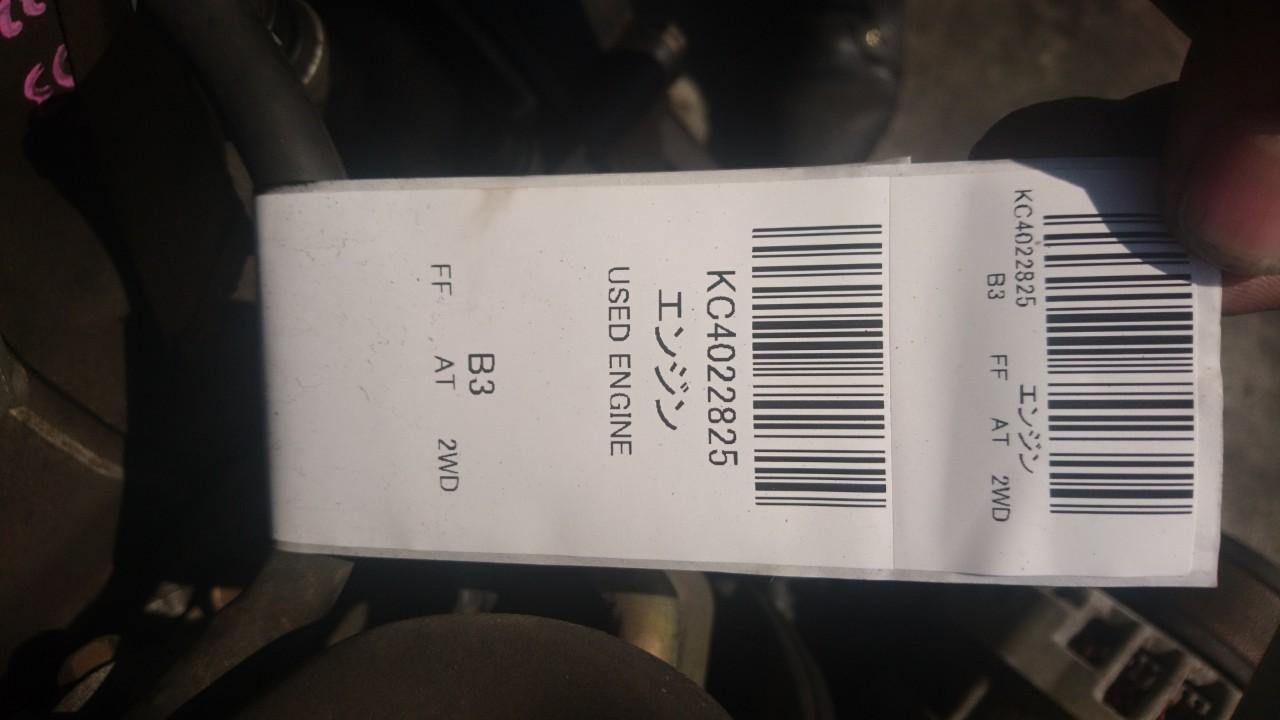 KC4022825
エンジン
B3 FF AT 2WD
KC4022825
エンジン
USED ENGINE
B3
FF AT 2WD